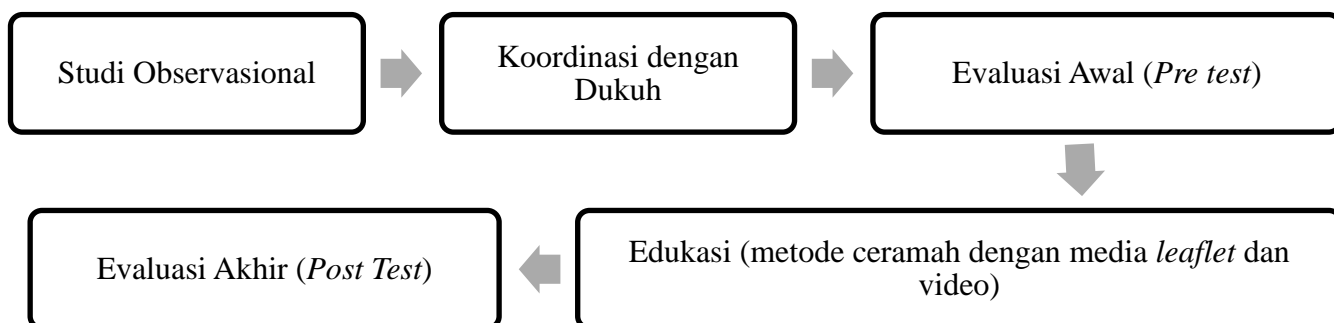 Studi Observasional
Koordinasi dengan
Dukuh
Evaluasi Awal (Pre test)
Edukasi (metode ceramah dengan media leaflet dan
video)
Evaluasi Akhir (Post Test)